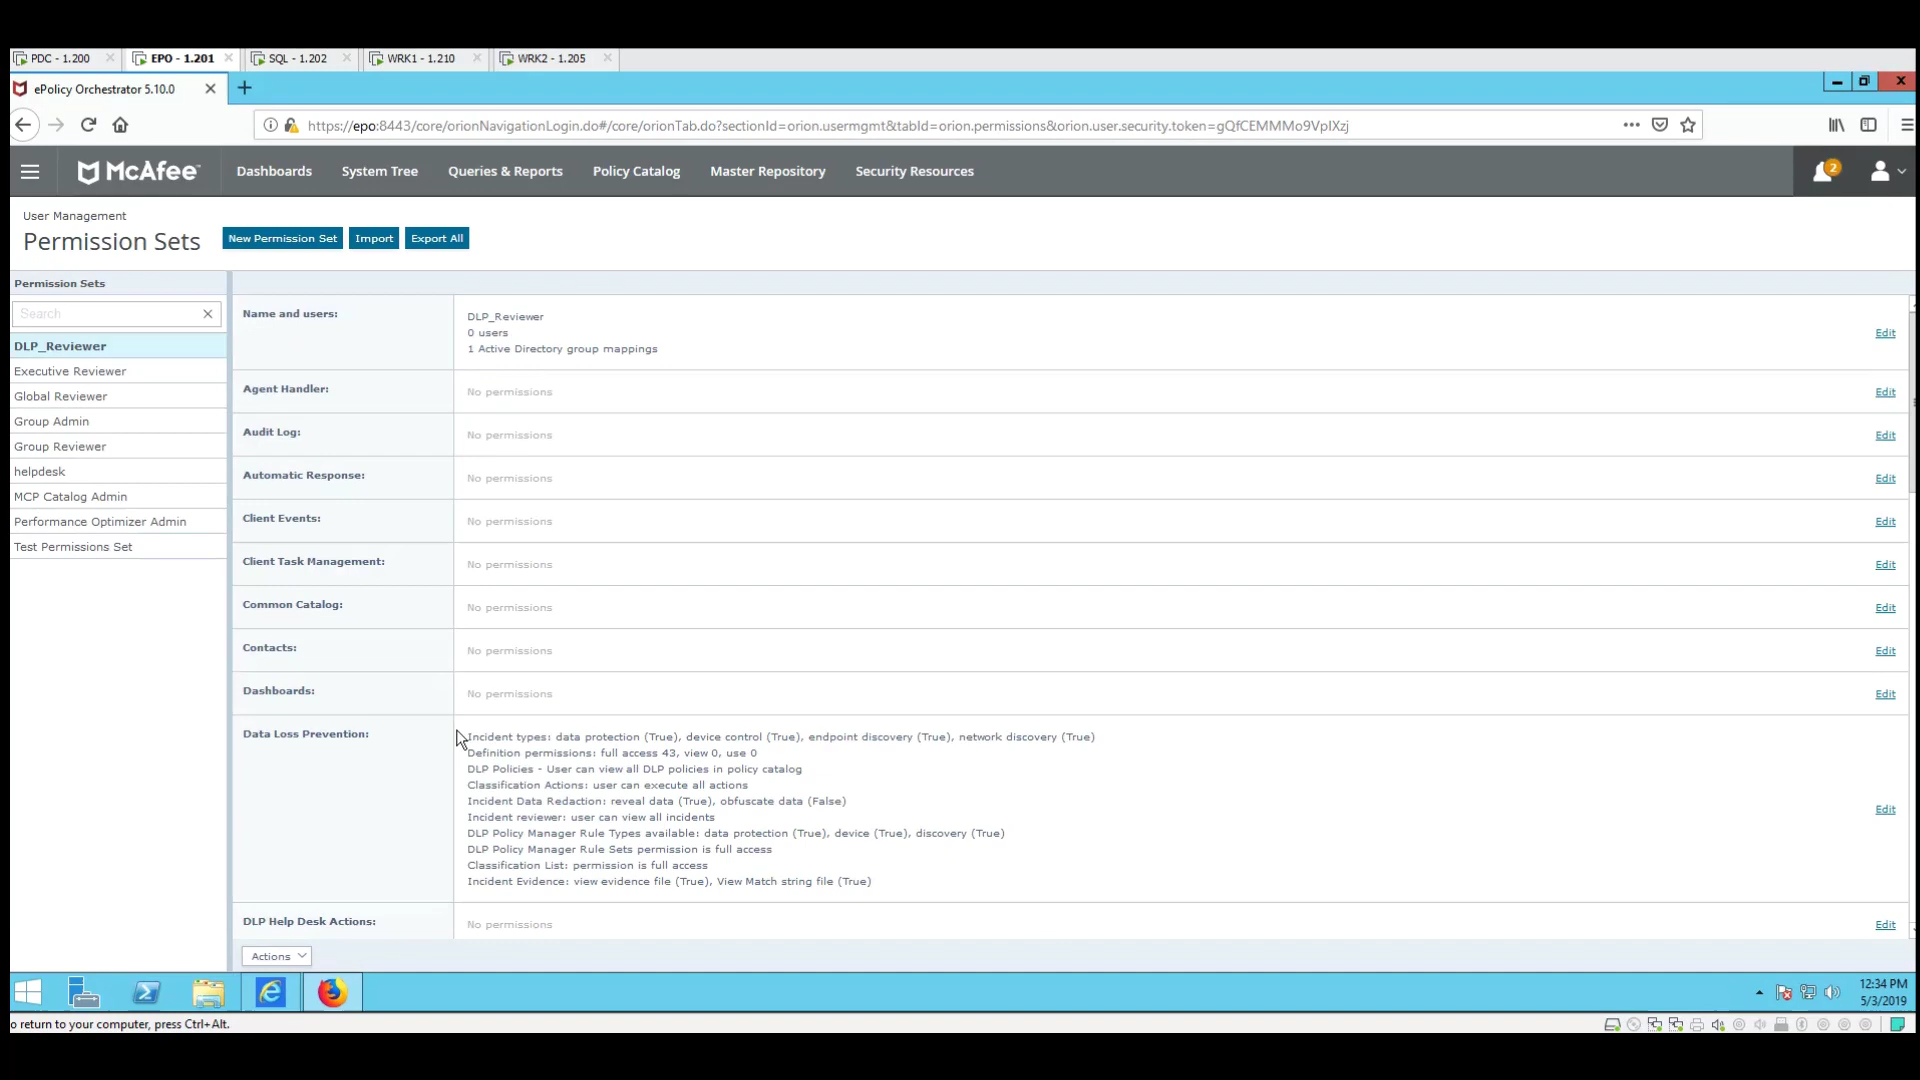 PDC - 1.200
EPO - 1.201
SQL - 1.202
WRK1 - 1.210
WRK2 - 1.205
ePolicy Orchestrator 5.10.0
https://epo:8443/core/orionNavigationLogin.do#/core/orionTab.do?sectionId=orion.usermgmt&tabId=orion.permissions&orion.user.security.token=gQfCEMMMo9VpIXzj
McAfee™
Dashboards
System Tree
Queries & Reports
Policy Catalog
Master Repository
Security Resources
2
User Management
Permission Sets
New Permission Set
Import
Export All
Permission Sets
Search
DLP_Reviewer
Executive Reviewer
Global Reviewer
Group Admin
Group Reviewer
helpdesk
MCP Catalog Admin
Performance Optimizer Admin
Test Permissions Set
Name and users:
DLP_Reviewer
0 users
1 Active Directory group mappings
Edit
Agent Handler:
No permissions
Edit
Audit Log:
No permissions
Edit
Automatic Response:
No permissions
Edit
Client Events:
No permissions
Edit
Client Task Management:
No permissions
Edit
Common Catalog:
No permissions
Edit
Contacts:
No permissions
Edit
Dashboards:
No permissions
Edit
Data Loss Prevention:
Incident types: data protection (True), device control (True), endpoint discovery (True), network discovery (True)
Definition permissions: full access 43, view 0, use 0
DLP Policies - User can view all DLP policies in policy catalog
Classification Actions: user can execute all actions
Incident Data Redaction: reveal data (True), obfuscate data (False)
Incident reviewer: user can view all incidents
DLP Policy Manager Rule Types available: data protection (True), device (True), discovery (True)
DLP Policy Manager Rule Sets permission is full access
Classification List: permission is full access
Incident Evidence: view evidence file (True), View Match string file (True)
Edit
DLP Help Desk Actions:
No permissions
Edit
Actions
12:34 PM
5/3/2019
o return to your computer, press Ctrl+Alt.